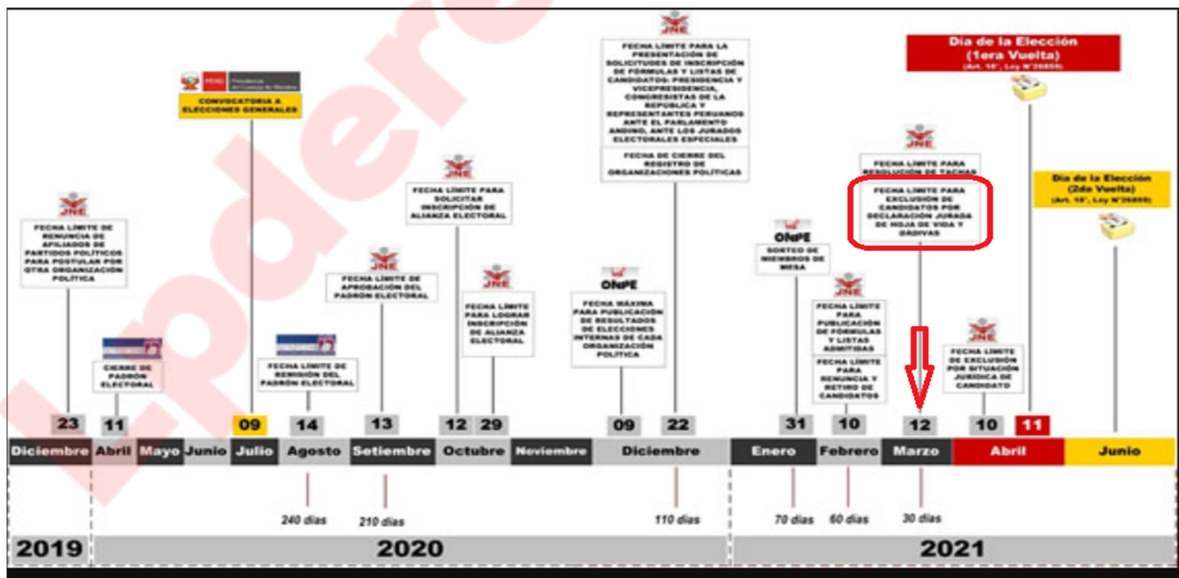 Lpdere
JNE
FECHA LÍMITE DE
RENUNCIA DE
AFILIADOS DE
PARTIDOS POLÍTICOS
PARA POSTULAR POR
OTRA ORGANIZACIÓN
POLÍTICA
CIERRE DE
PADRÓN
ELECTORAL
PERÚ
CONVOCATORIA A
ELECCIONES GENERALES
FECHA LÍMITE DE
REMISIÓN DEL
PADRÓN ELECTORAL
JNE
FECHA LÍMITE DE
APROBACIÓN DEL
PADRÓN ELECTORAL
JNE
FECHA LÍMITE PARA
SOLICITAR
INSCRIPCIÓN DE
ALIANZA ELECTORAL
JNE
FECHA LÍMITE
PARA LOGRAR
INSCRIPCIÓN
DE ALIANZA
ELECTORAL
ONPE
FECHA MÁXIMA
PARA PUBLICACIÓN
DE RESULTADOS
DE ELECCIONES
INTERNAS DE CADA
ORGANIZACIÓN
POLÍTICA
JNE
FECHA LÍMITE PARA LA
PRESENTACIÓN DE
SOLICITUDES DE INSCRIPCIÓN
DE FÓRMULAS Y LISTAS DE
CANDIDATOS: PRESIDENCIA Y
VICEPRESIDENCIA,
CONGRESISTAS DE LA
REPÚBLICA Y
REPRESENTANTES PERUANOS
ANTE EL PARLAMENTO
ANDINO, ANTE LOS JURADOS
ELECTORALES ESPECIALES
FECHA DE CIERRE DEL
REGISTRO DE
ORGANIZACIONES POLÍTICAS
ONPE
SORTEO DE
MIEMBROS DE
MESA
JNE
FECHA LÍMITE
PARA
PUBLICACIÓN
DE FÓRMULAS
Y LISTAS
ADMITIDAS
FECHA LÍMITE
PARA
RENUNCIA Y
RETIRO DE
CANDIDATOS
JNE
FECHA LÍMITE PARA
RESOLUCIÓN DE TACHAS
FECHA LÍMITE PARA
EXCLUSIÓN DE
CANDIDATOS POR
DECLARACIÓN JURADA
DE HOJA DE VIDA Y
DÁDIVAS
JNE
FECHA LÍMITE
DE EXCLUSIÓN
POR SITUACIÓN
JURÍDICA DE
CANDIDATO
Día de la Elección
(1era Vuelta)
(Art. 16°, Ley N°26859)
Día de la Elección
(2da Vuelta)
(Art. 18°, Ley N°26859)
23 11 09 14 13 12 29 09 22 31 10 12 10 11
Diciembre Abril Mayo Junio Julio Agosto Setiembre Octubre Noviembre Diciembre Enero Febrero Marzo Abril Junio
240 días 210 días 110 días 70 días 60 días 30 días
2019 2020 2021